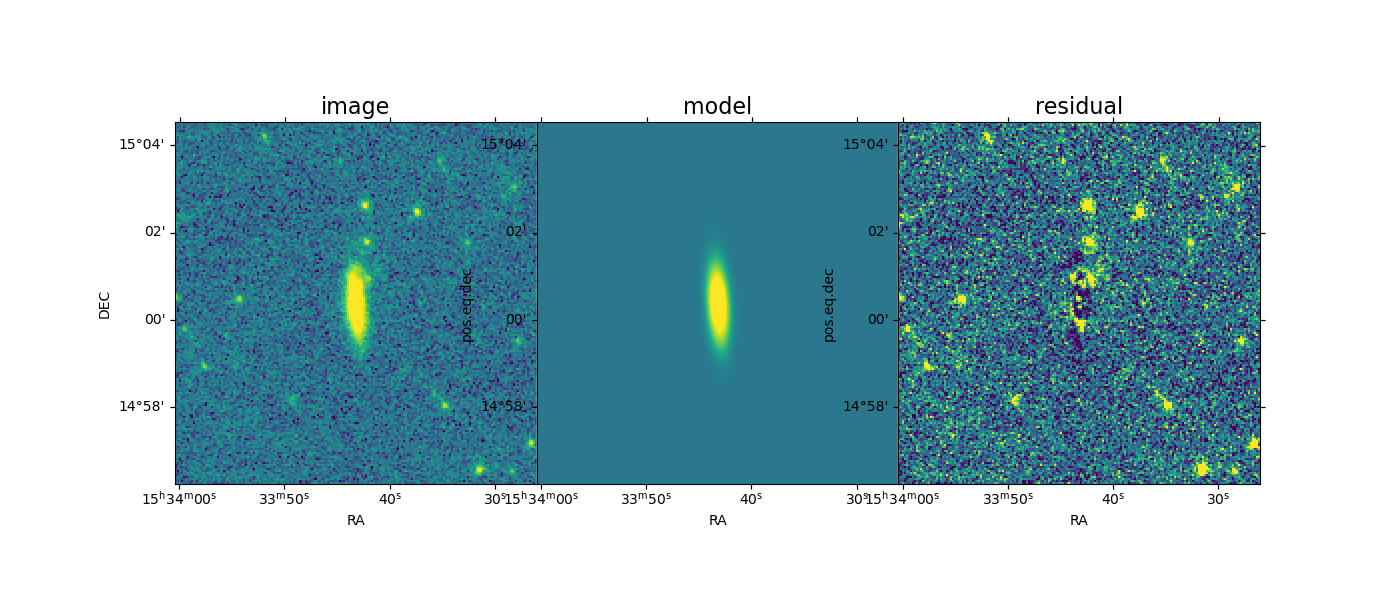 image model residual
15°04' 15°04' 15°04'
02' 02' 02'
DEC pos.eq.dec pos.eq.dec
00' 00' 00'
14°58' 14°58' 14°58'
15h34m00s 33m50s 40s 30s 15h34m00s 33m50s 40s 30s 15h34m00s 33m50s 40s 30s
RA RA RA